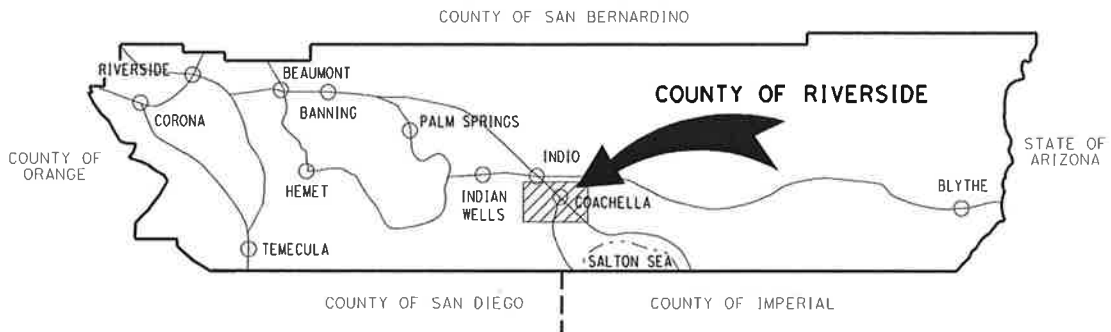 COUNTY OF SAN BERNARDINO
RIVERSIDE
BEAUMONT
BANNING
CORONA
COUNTY OF RIVERSIDE
PALM SPRINGS
COUNTY OF
ORANGE
HEMET
INDIAN
WELLS
INDIO
COACHELLA
BLYTHE
STATE OF
ARIZONA
TEMECULA
SALTON SEA
COUNTY OF SAN DIEGO
COUNTY OF IMPERIAL